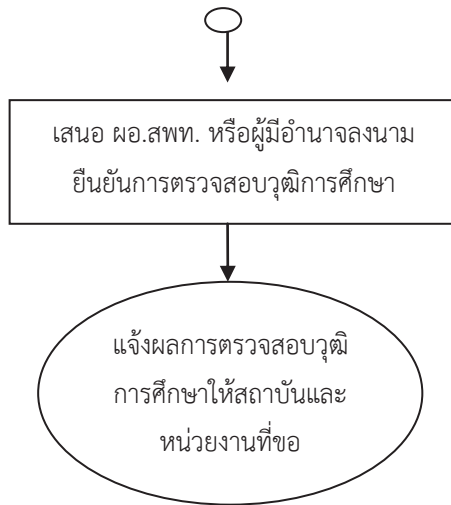 เสนอ ผอ.สพท. หรือผู้มีอำนาจลงนาม
ยืนยันการตรวจสอบวุฒิการศึกษา
แจ้งผลการตรวจสอบวุฒิ
การศึกษาให้สถาบันและ
หน่วยงานที่ขอ